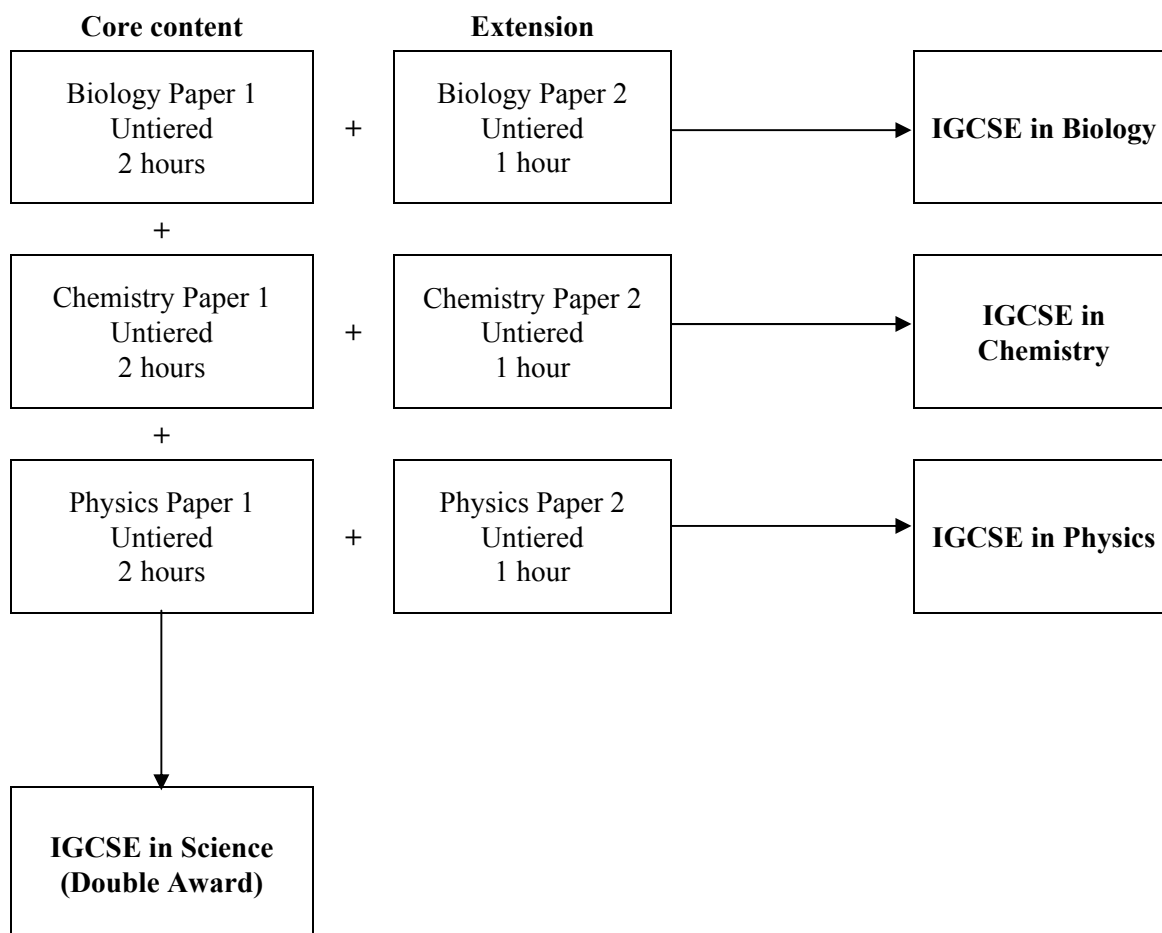 Core content
Extension
Biology Paper 1
Untiered
2 hours
+
Biology Paper 2
Untiered
1 hour
IGCSE in Biology
+
Chemistry Paper 1
Untiered
2 hours
+
Chemistry Paper 2
Untiered
1 hour
IGCSE in
Chemistry
+
Physics Paper 1
Untiered
2 hours
+
Physics Paper 2
Untiered
1 hour
IGCSE in Physics
IGCSE in Science
(Double Award)